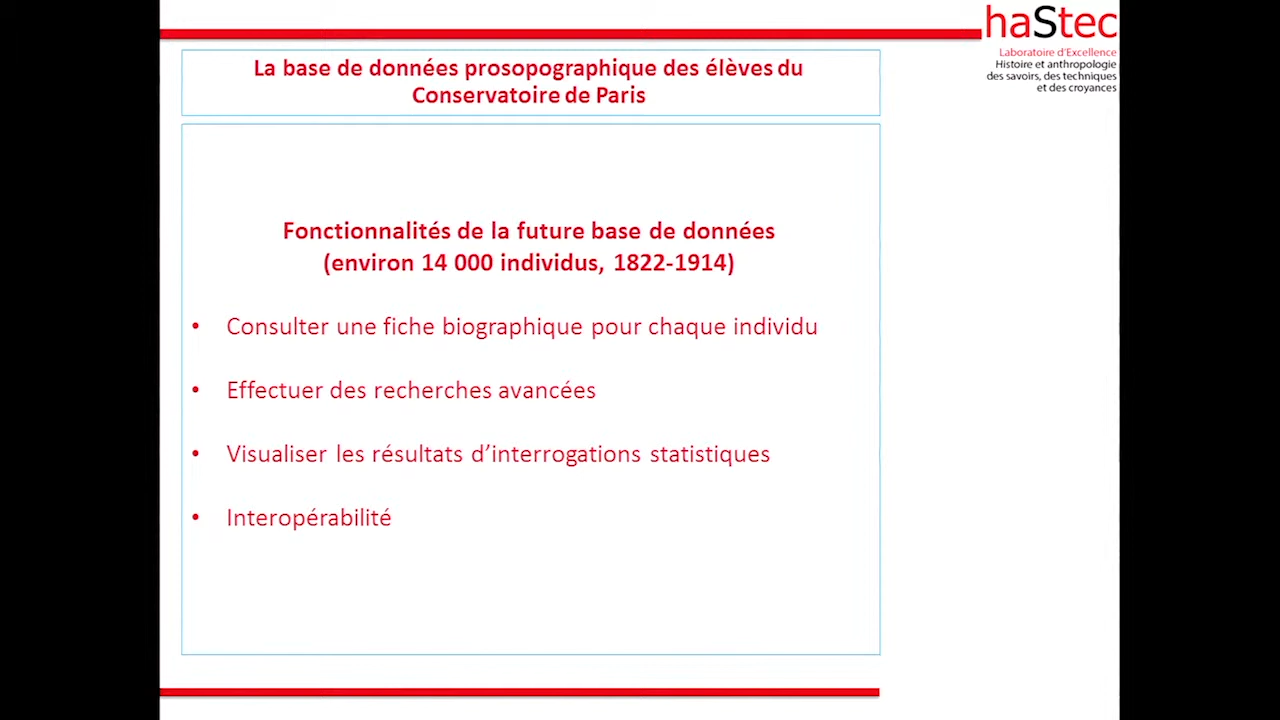 haStec
Laboratoire d'Excellence
Histoire et anthropologie
des savoirs, des techniques
et des croyances
La base de données prosopographique des élèves du
Conservatoire de Paris
Fonctionnalités de la future base de données
(environ 14 000 individus, 1822-1914)
• Consulter une fiche biographique pour chaque individu
• Effectuer des recherches avancées
• Visualiser les résultats d’interrogations statistiques
• Interopérabilité